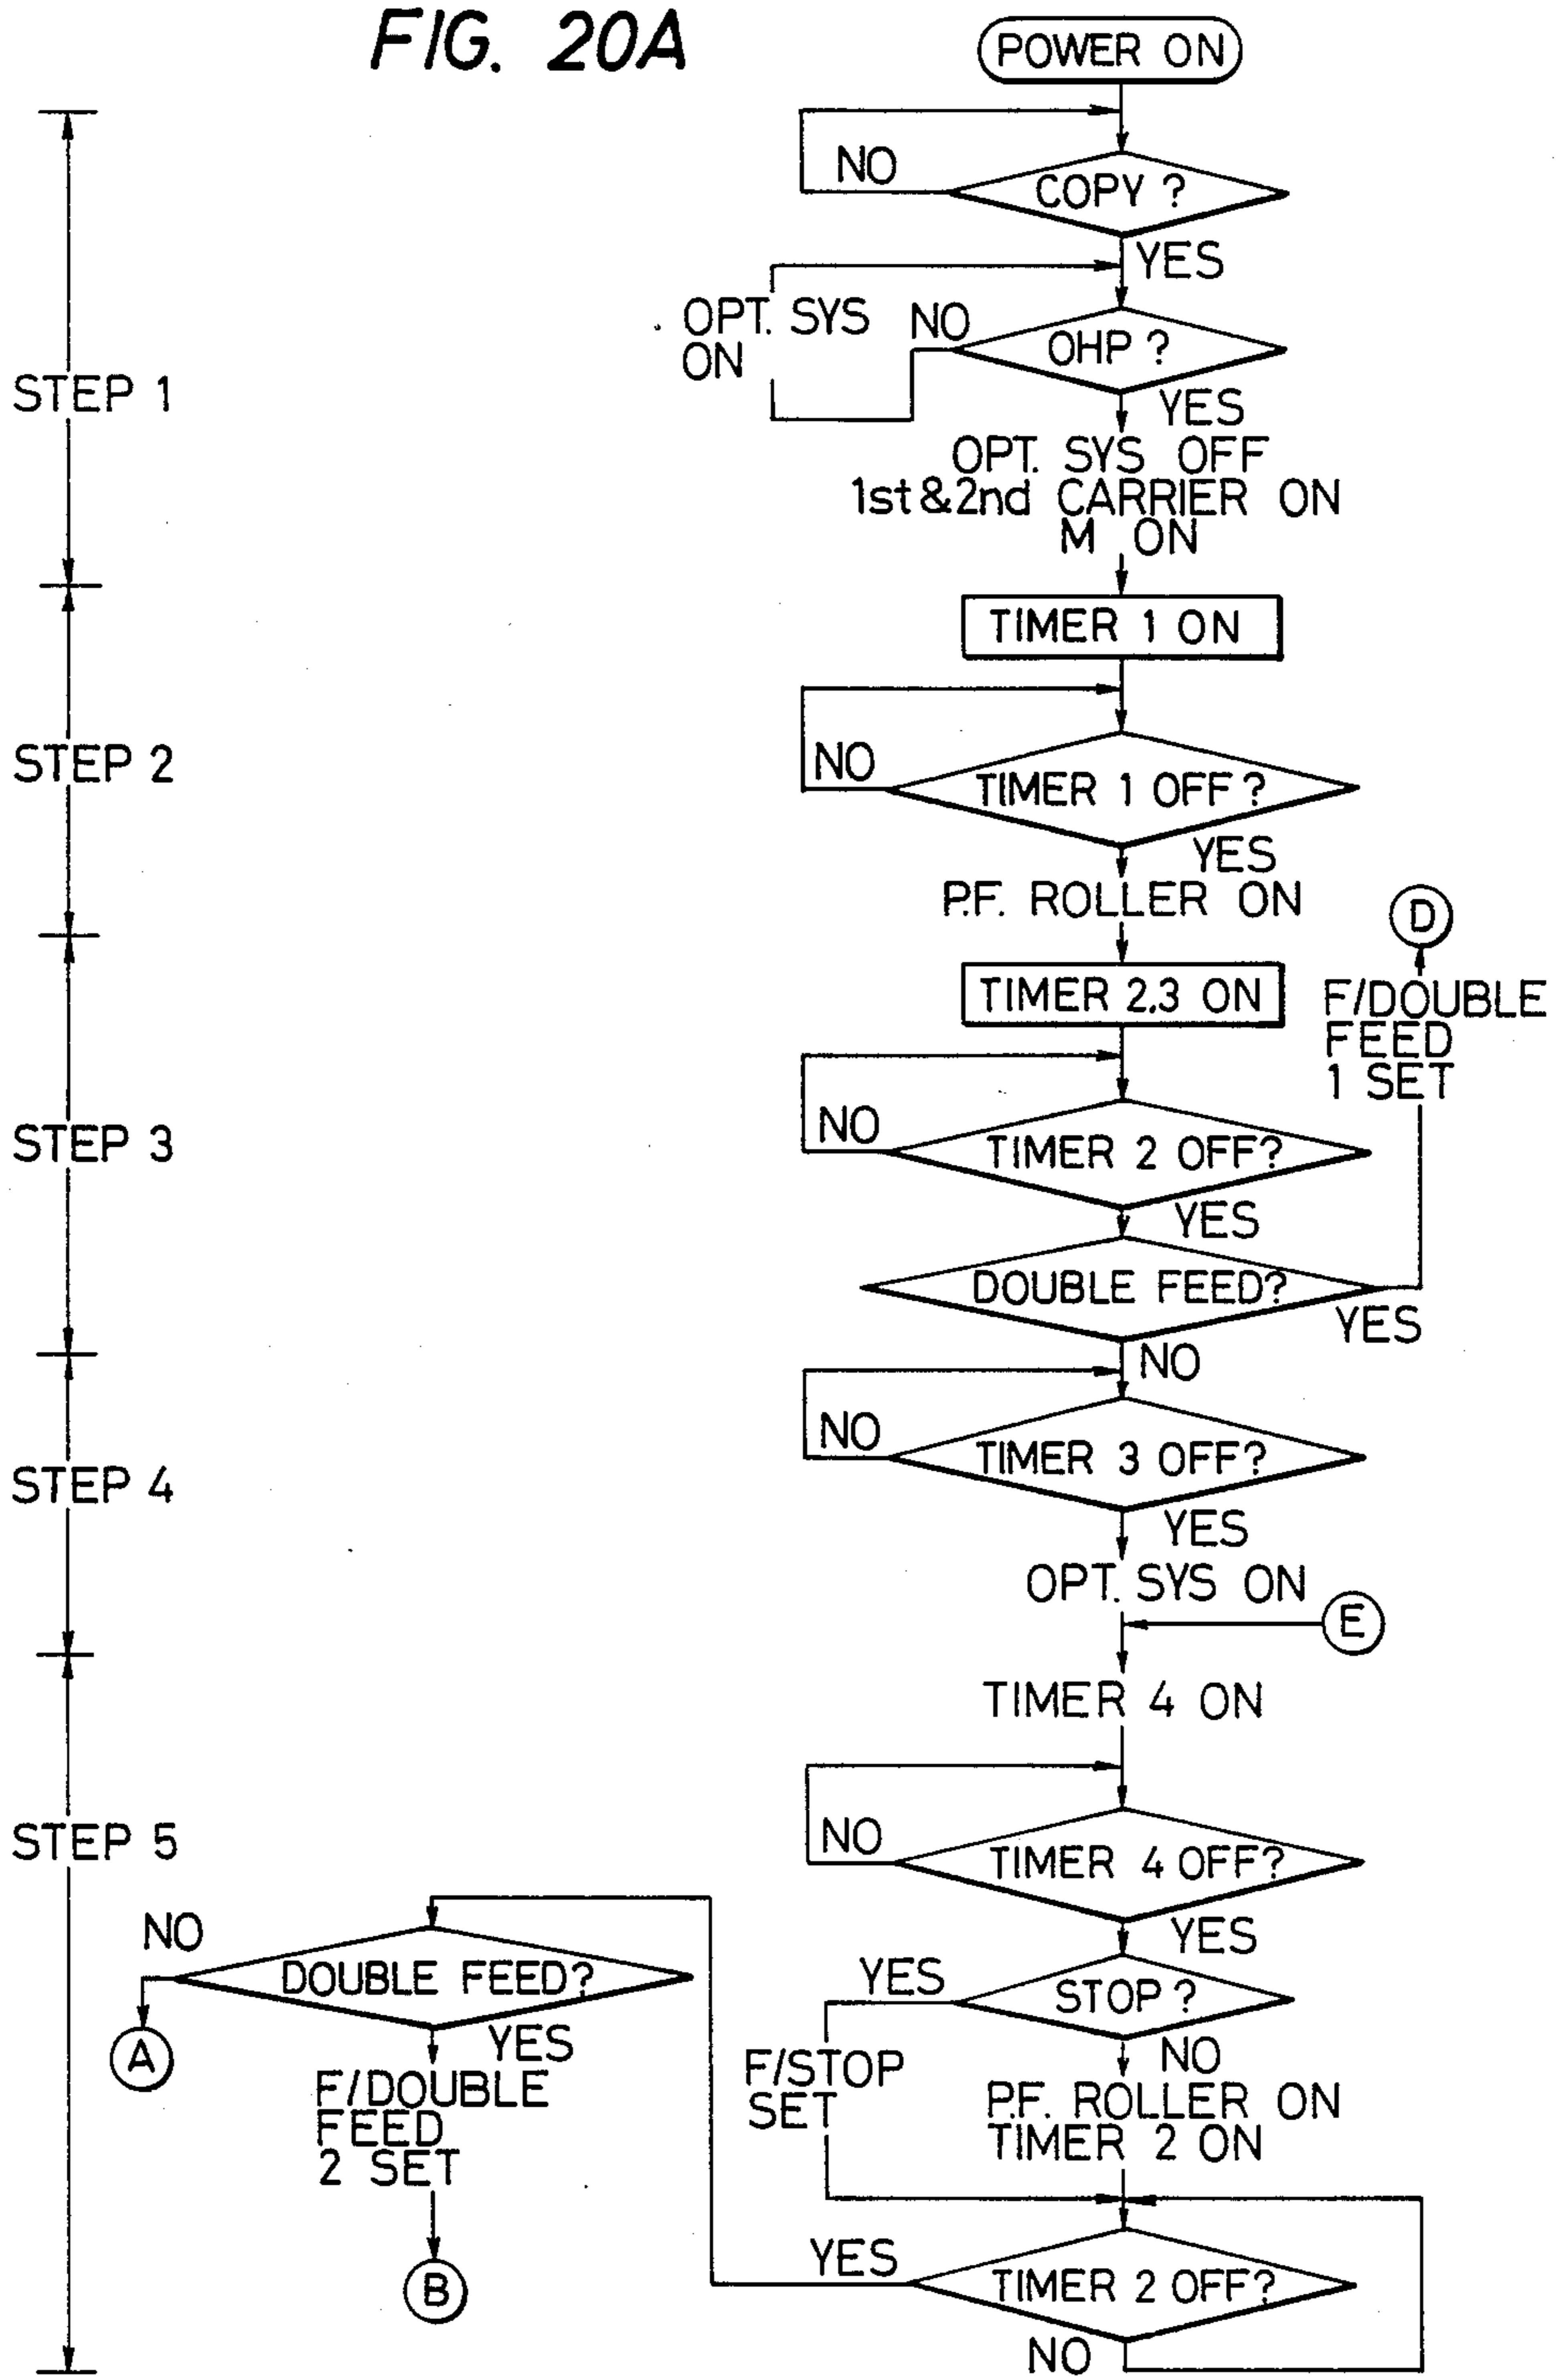 FIG. 20A
POWER ON
NO
COPY ?
YES
OPT. SYS
ON
NO
OHP ?
STEP 1
YES
OPT. SYS OFF
1st&2nd CARRIER ON
M ON
TIMER 1 ON
STEP 2
NO
TIMER 1 OFF?
YES
P.F. ROLLER ON
D
TIMER 2,3 ON
F/DOUBLE
FEED
1 SET
STEP 3
NO
TIMER 2 OFF?
YES
DOUBLE FEED?
YES
NO
STEP 4
NO
TIMER 3 OFF?
YES
OPT. SYS ON
E
TIMER 4 ON
STEP 5
NO
TIMER 4 OFF?
YES
NO
DOUBLE FEED?
YES
STOP ?
A
YES
F/DOUBLE
FEED
2 SET
F/STOP
SET
NO
P.F. ROLLER ON
TIMER 2 ON
B
YES
TIMER 2 OFF?
NO